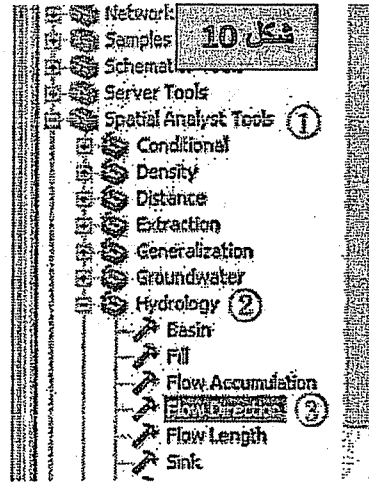 Network
Samples
شكل 10
Server Tools
Spatial Analyst Tools ①
Conditional
Density
Distance
Extraction
Generalization
Groundwater
Hydrology ②
Basin
Fill
Flow Accumulation
Flow Direction ③
Flow Length
Sink